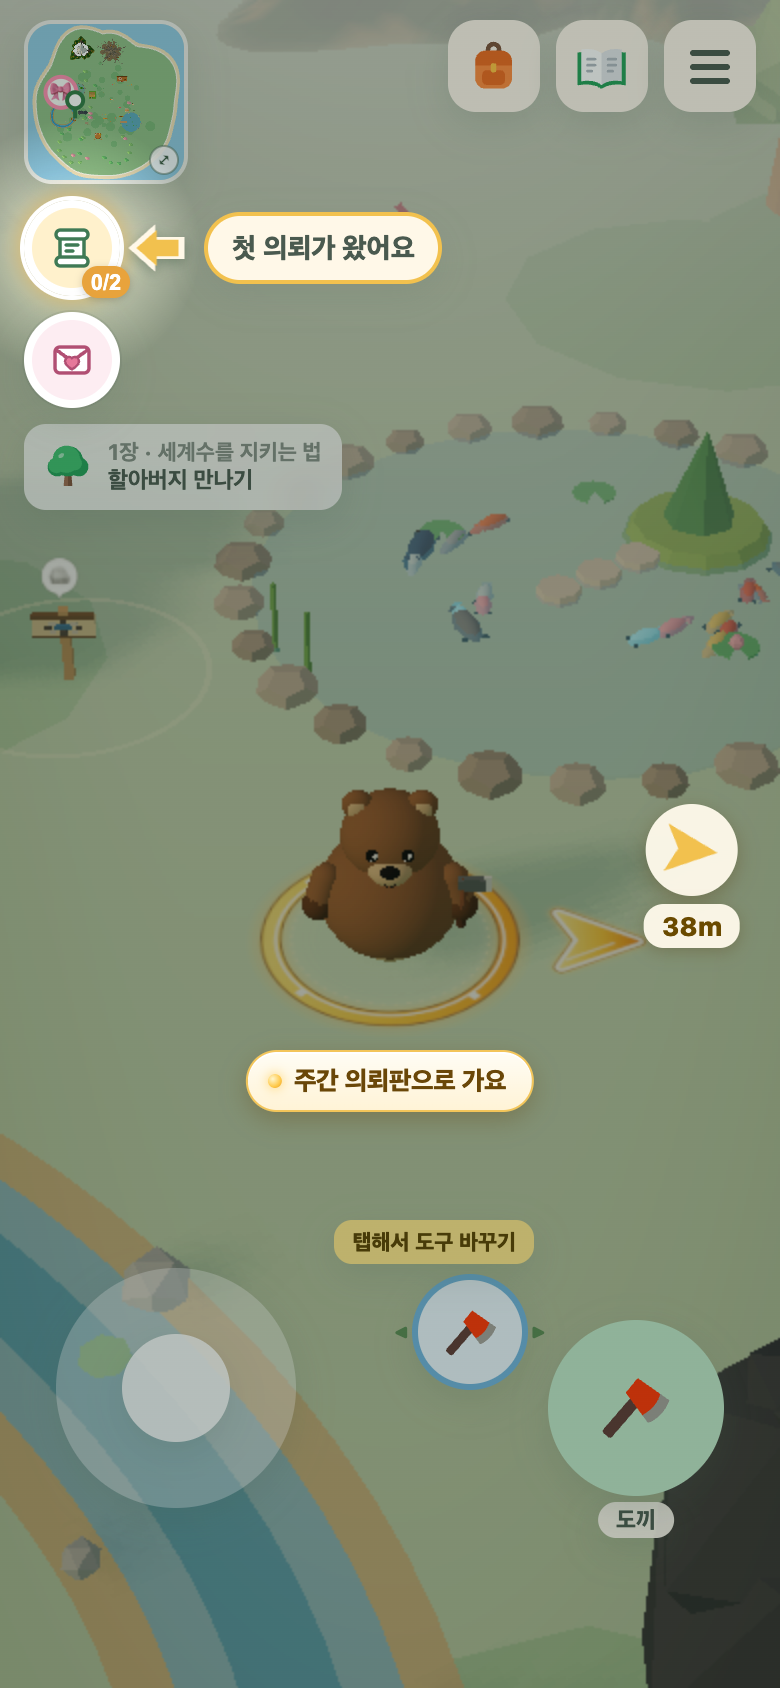 첫 의뢰가 왔어요
0/2
1장 · 세계수를 지키는 법
할아버지 만나기
38m
주간 의뢰판으로 가요
탭해서 도구 바꾸기
도끼